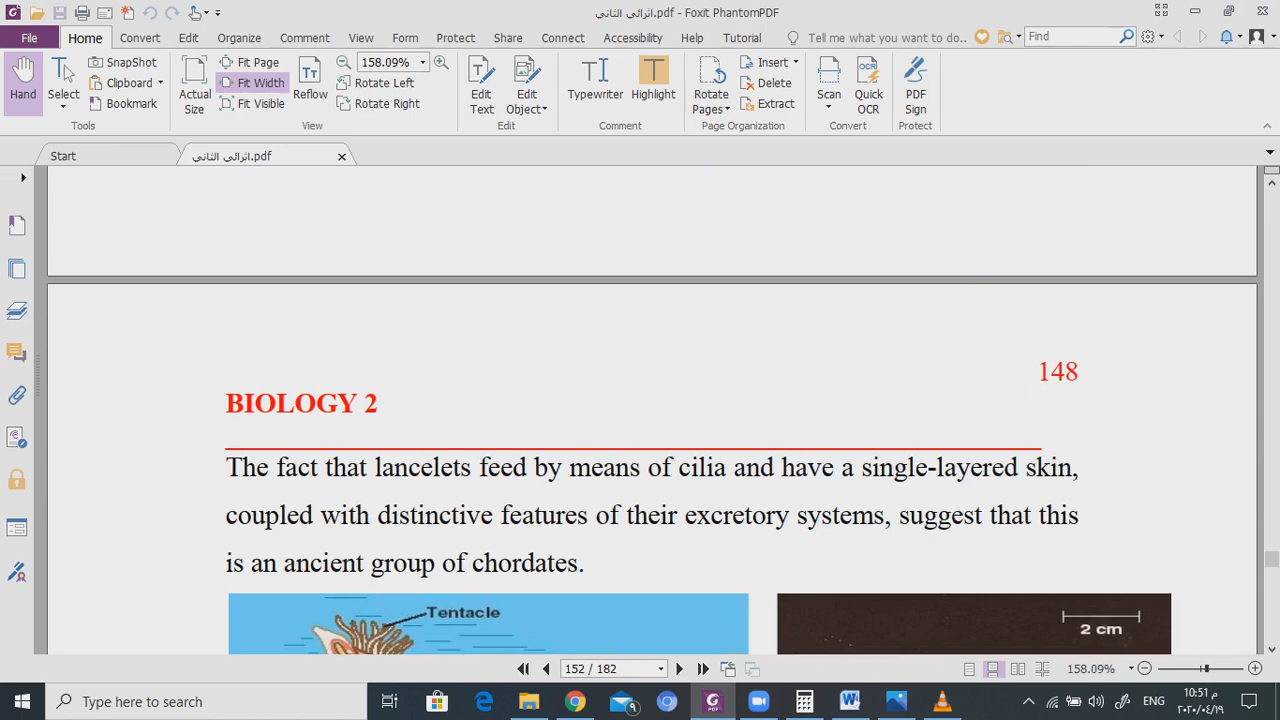 اثرائي الثاني.pdf - Foxit PhantomPDF
File Home Convert Edit Organize Comment View Form Protect Share Connect Accessibility Help Tutorial Tell me what you want to do.. Find
Hand
Select
SnapShot
Clipboard
Bookmark
Tools
Actual Size
Fit Page
Fit Width
Fit Visible
Reflow
158.09%
Rotate Left
Rotate Right
View
Edit Text
Edit Object
Edit
Typewriter
Highlight
Comment
Rotate Pages
Insert
Delete
Extract
Page Organization
Scan
Quick OCR
Convert
PDF Sign
Protect
Start
اثرائي الثاني.pdf
148
BIOLOGY 2
The fact that lancelets feed by means of cilia and have a single-layered skin,
coupled with distinctive features of their excretory systems, suggest that this
is an ancient group of chordates.
Tentacle
2 cm
152 / 182
158.09%
Type here to search
ENG
١٠:٥١ م
٢٠٢٠/٠٤/١٩